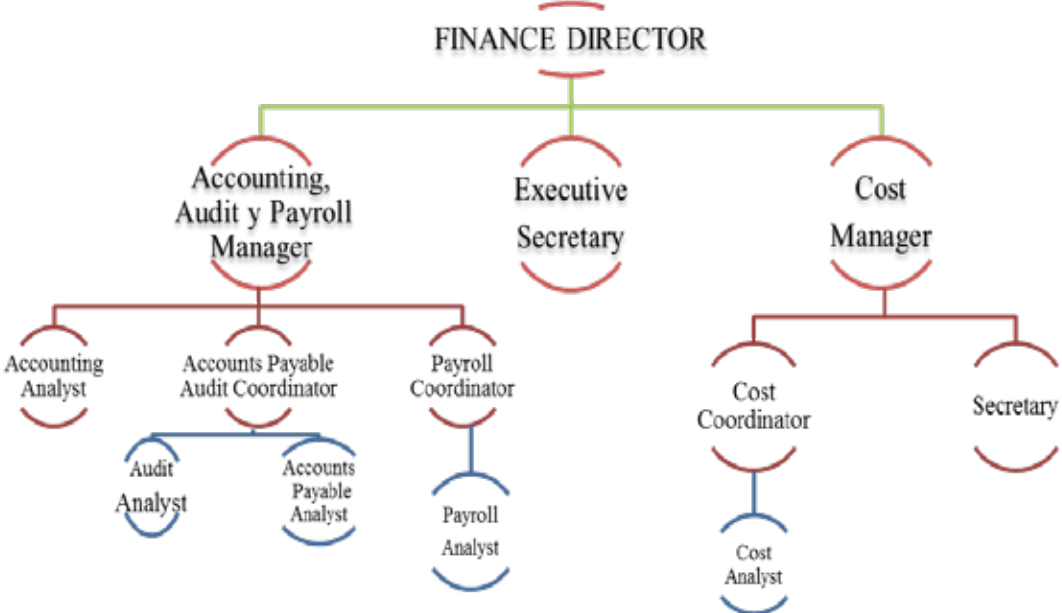 FINANCE DIRECTOR
Accounting,
Audit y Payroll
Manager
Executive
Secretary
Cost
Manager
Accounting
Analyst
Accounts Payable
Audit Coordinator
Payroll
Coordinator
Cost
Coordinator
Secretary
Audit
Analyst
Accounts
Payable
Analyst
Payroll
Analyst
Cost
Analyst